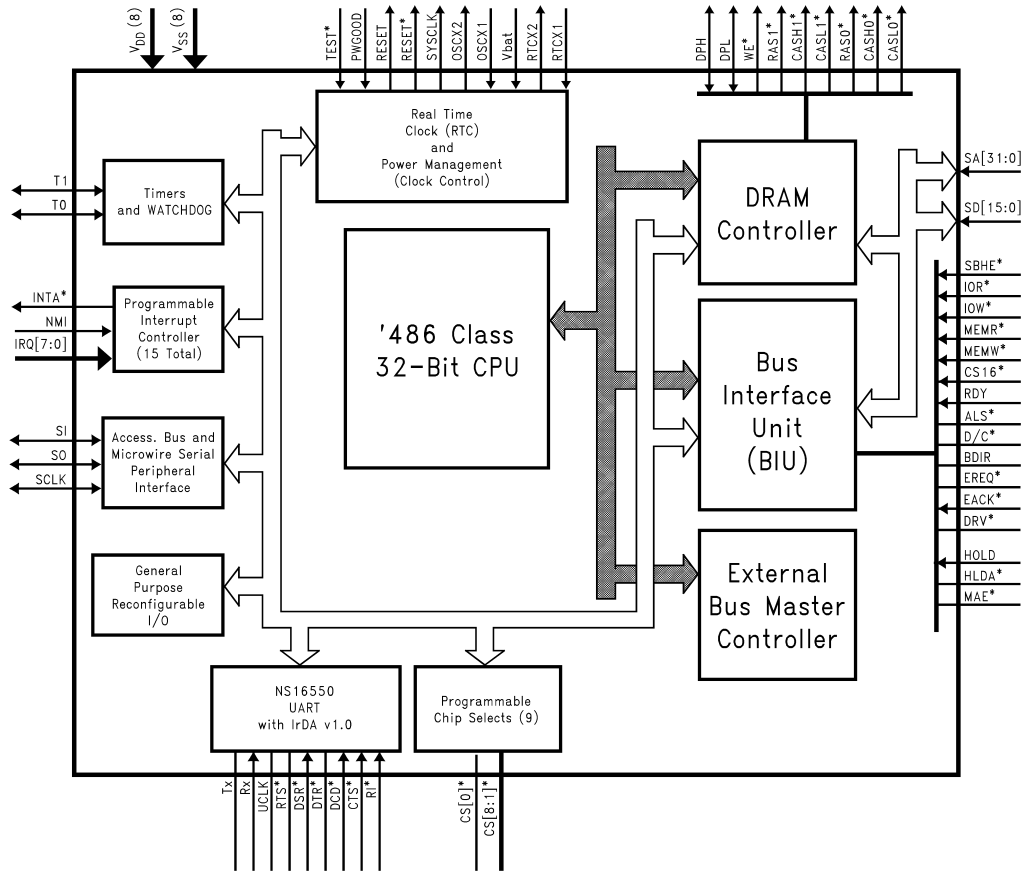 VDD (8)
VSS (8)
TEST*
PWGOOD
RESET
RESET*
SYSCLK
OSCX2
OSCX1
Vbat
RTCX2
RTCX1
DPH
DPL
WE*
RAS1*
CASH1*
CASL1*
RAS0*
CASH0*
CASL0*
Real Time
Clock (RTC)
and
Power Management
(Clock Control)
T1
T0
Timers
and WATCHDOG
DRAM
Controller
SA[31:0]
SD[15:0]
INTA*
NMI
IRQ[7:0]
Programmable
Interrupt
Controller
(15 Total)
'486 Class
32-Bit CPU
Bus
Interface
Unit
(BIU)
SBHE*
IOR*
IOW*
MEMR*
MEMW*
CS16*
RDY
ALS*
D/C*
BDIR
EREQ*
EACK*
DRV*
HOLD
HLDA*
MAE*
SI
SO
SCLK
Access. Bus and
Microwire Serial
Peripheral
Interface
General
Purpose
Reconfigurable
I/O
External
Bus Master
Controller
NS16550
UART
with IrDA v1.0
Programmable
Chip Selects (9)
Tx
Rx
UCLK
RTS*
DSR*
DTR*
DCD*
CTS*
RI*
CS[0]*
CS[8:1]*